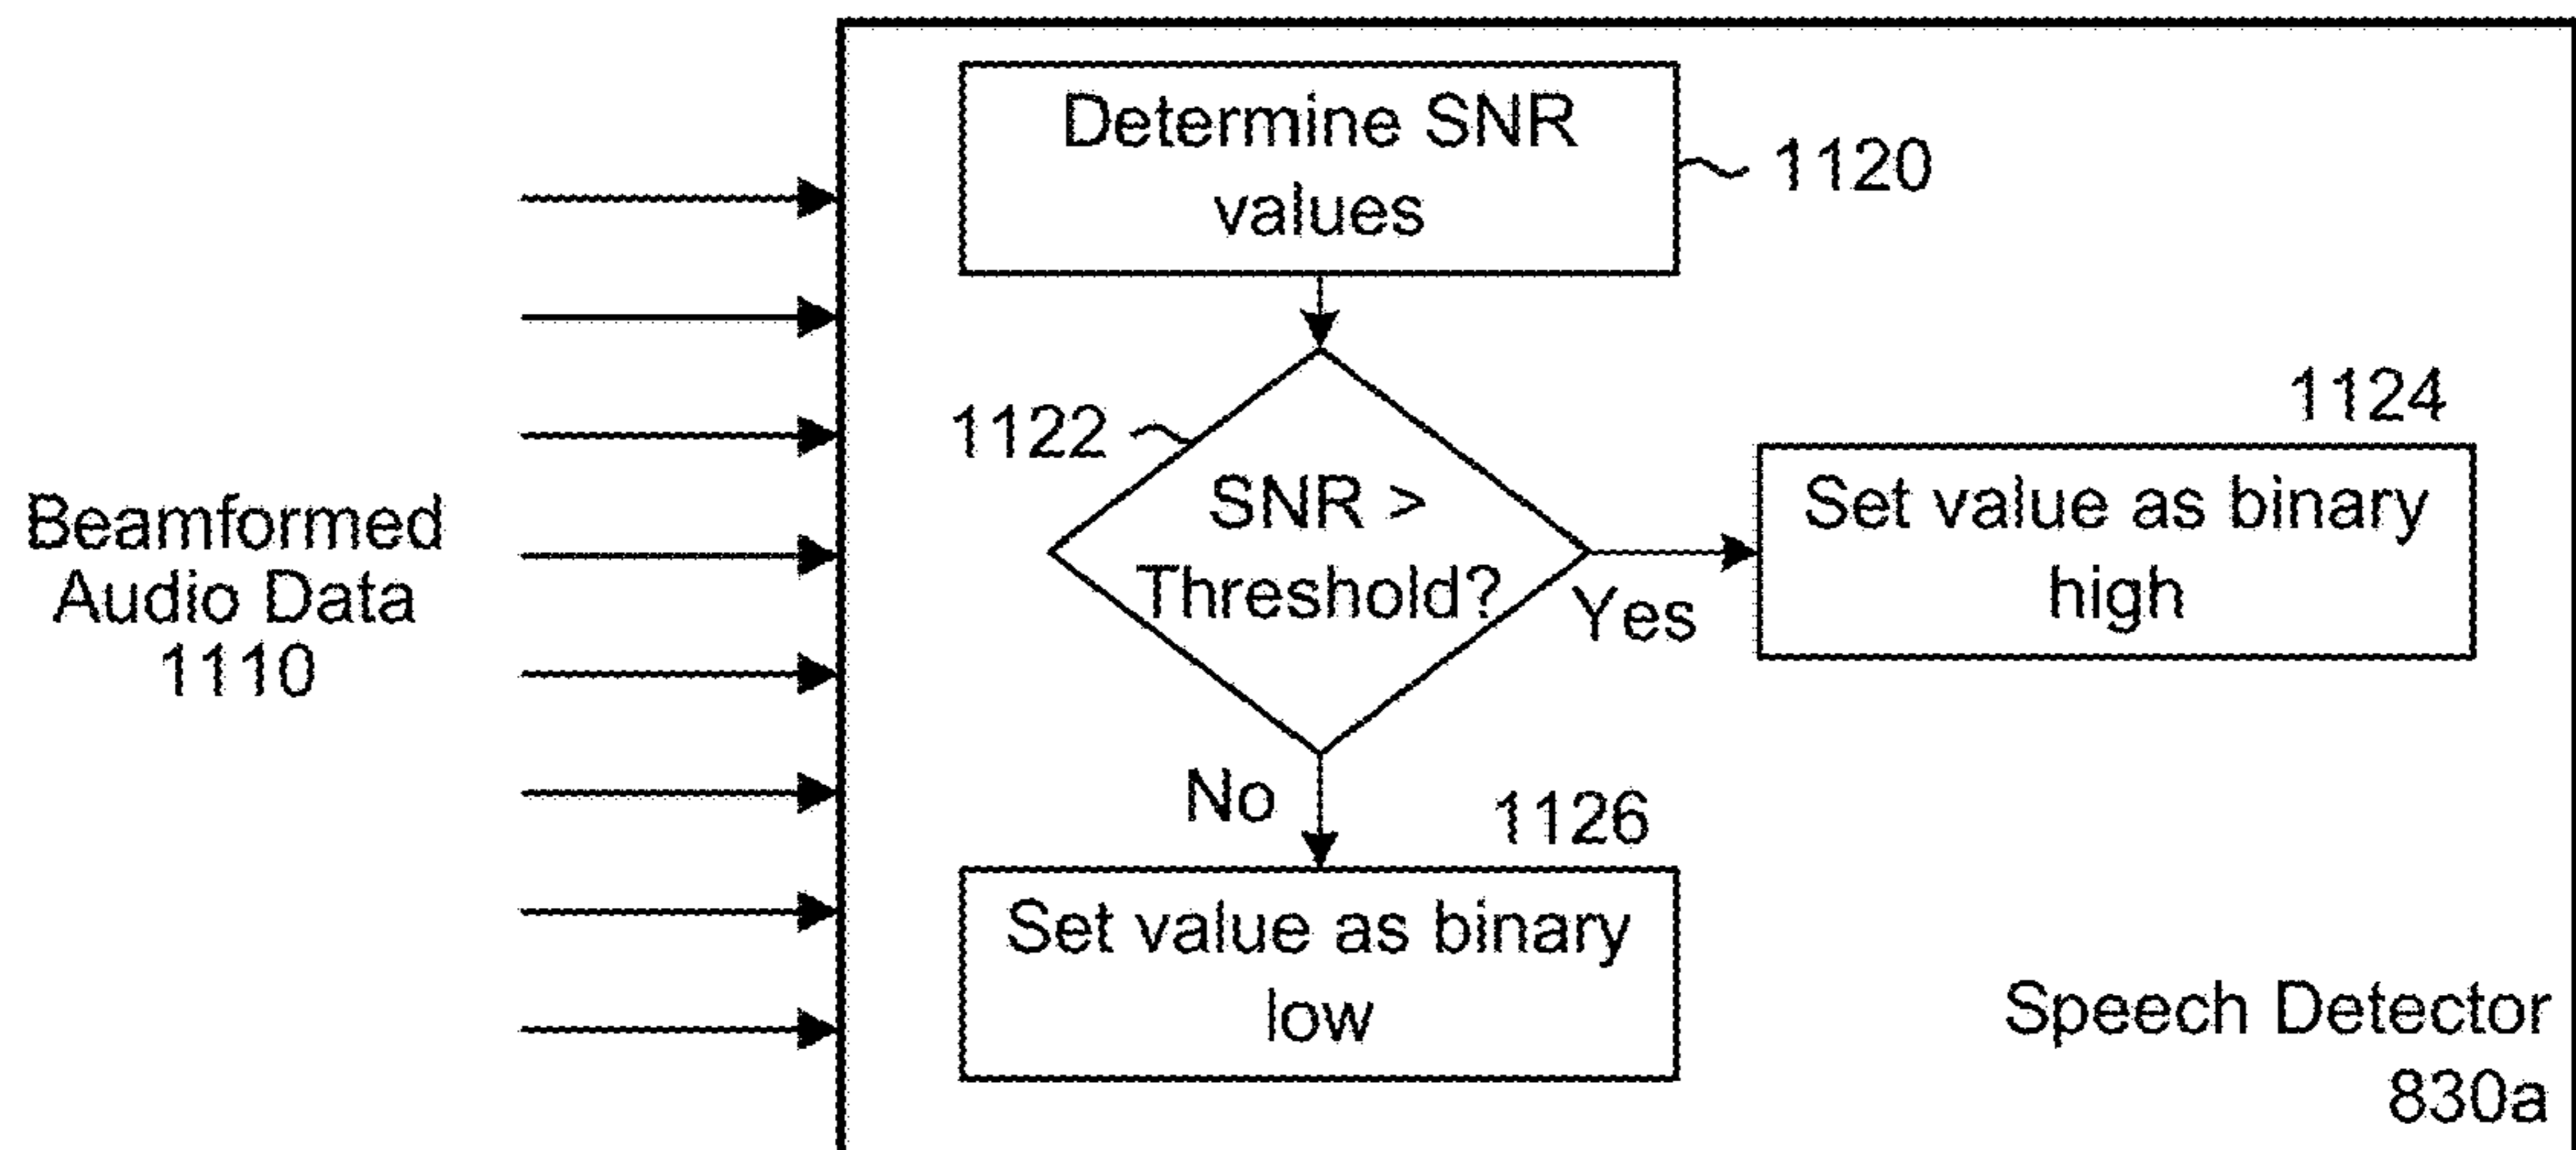 Beamformed
Audio Data
1110
Determine SNR
values
1120
1122
SNR >
Threshold?
Yes
1124
Set value as binary
high
No
1126
Set value as binary
low
Speech Detector
830a